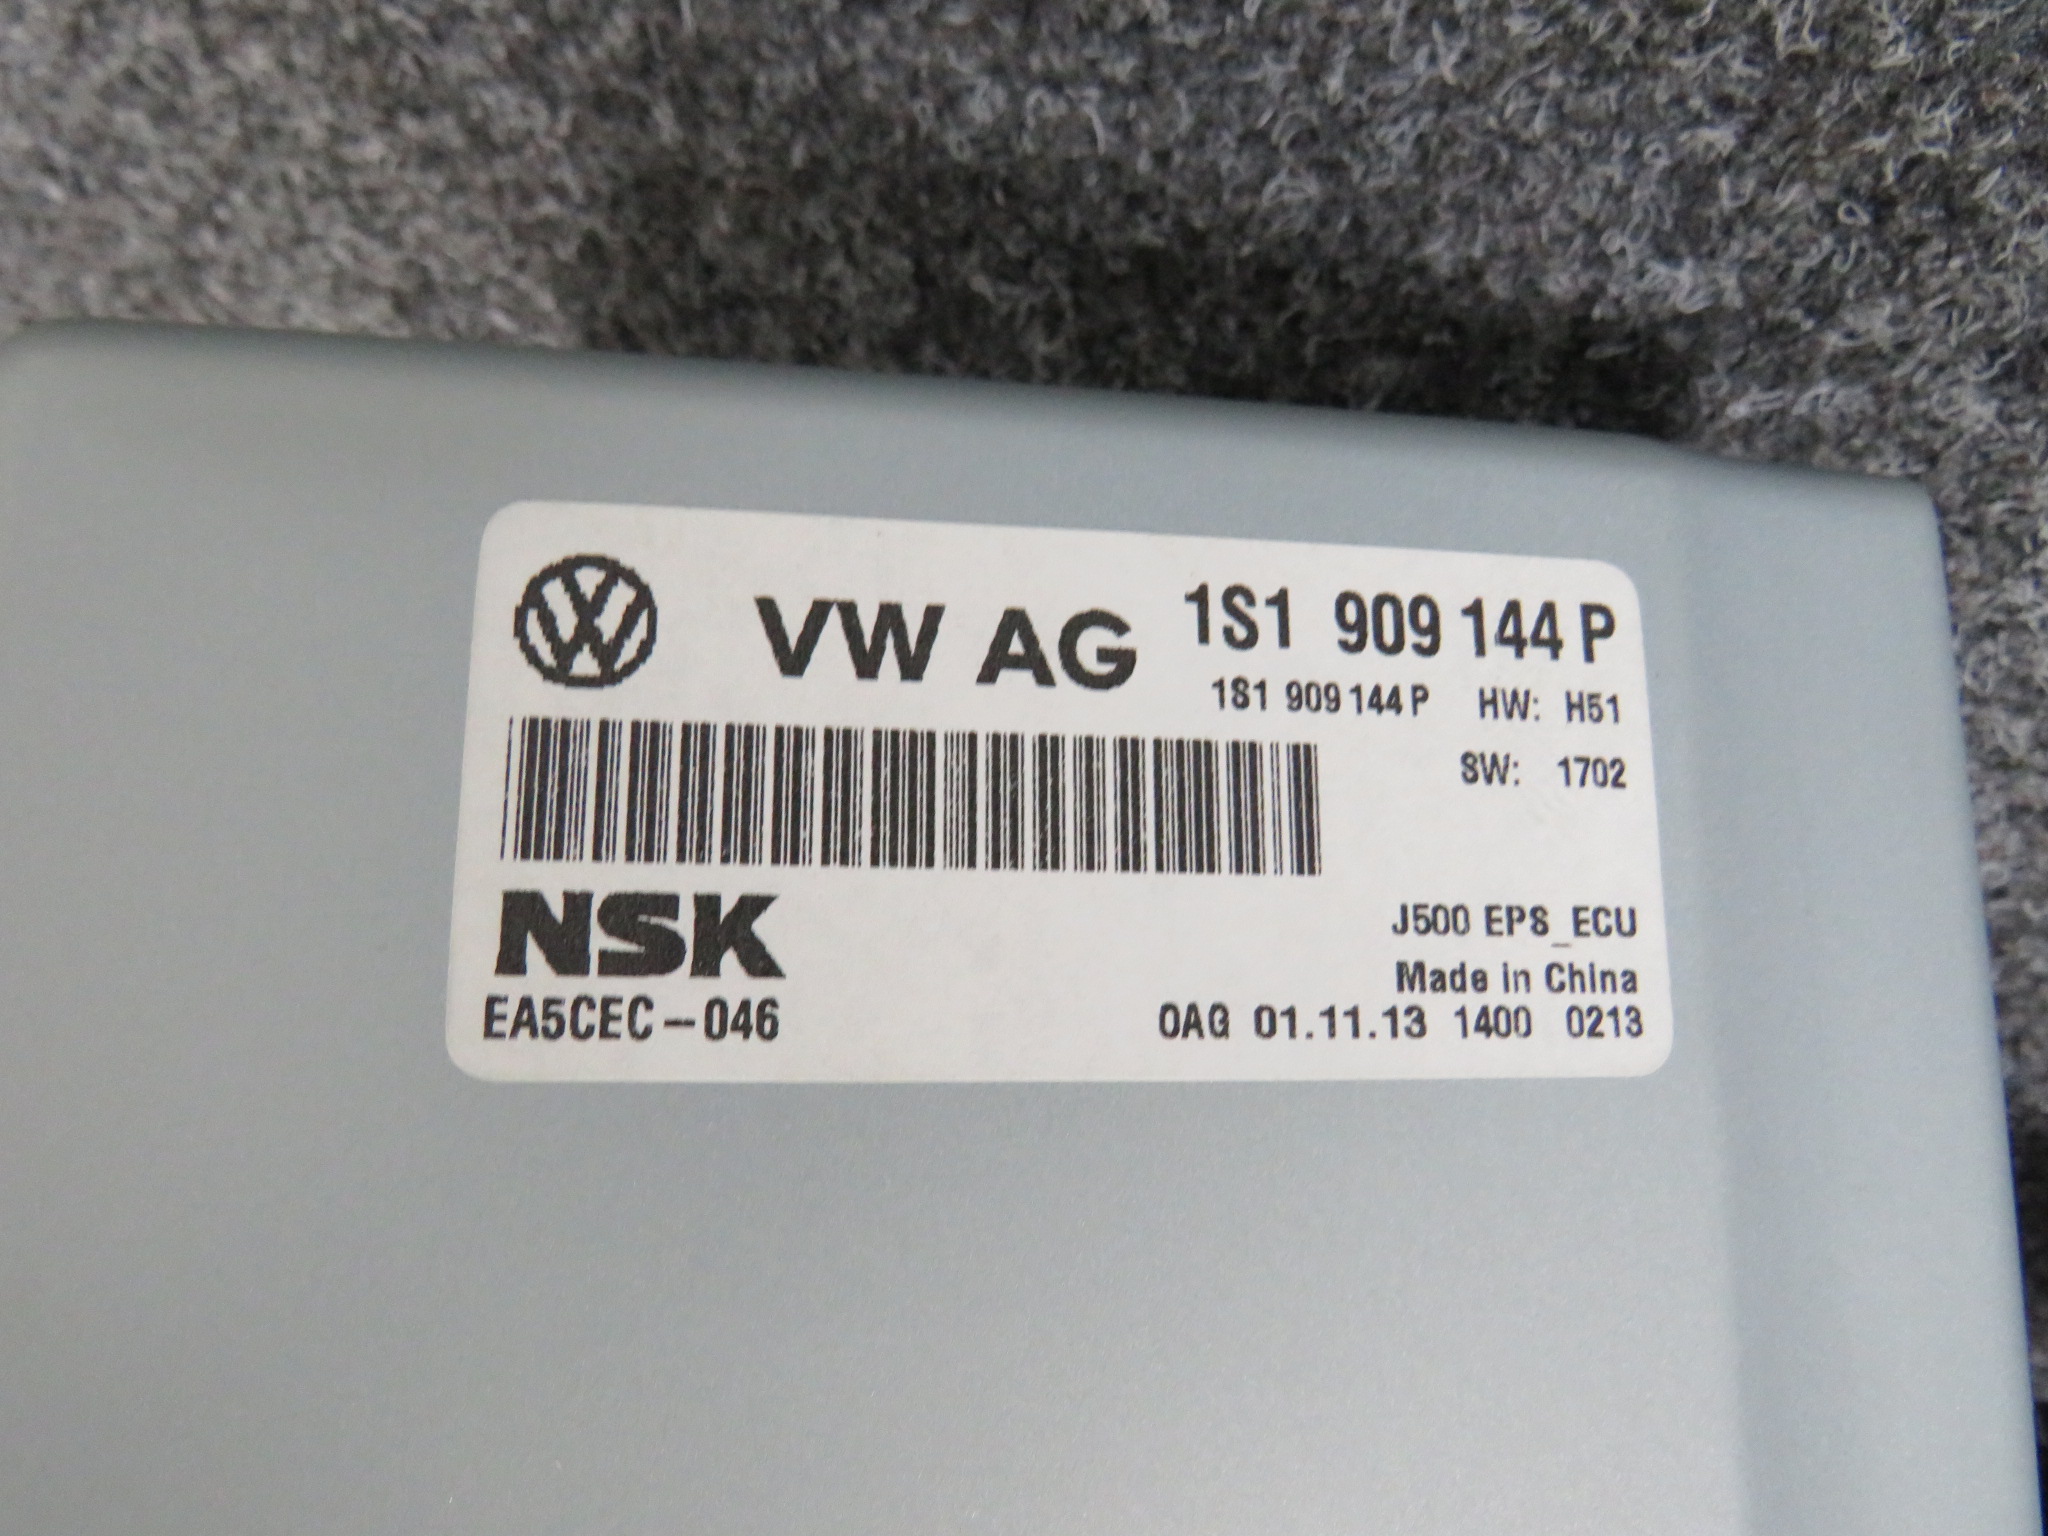 VW AG 1S1 909 144 P
1S1 909 144 P HW: H51
SW: 1702
NSK
J500 EPS_ECU
Made in China
EA5CEC-046 0AG 01.11.13 1400 0213